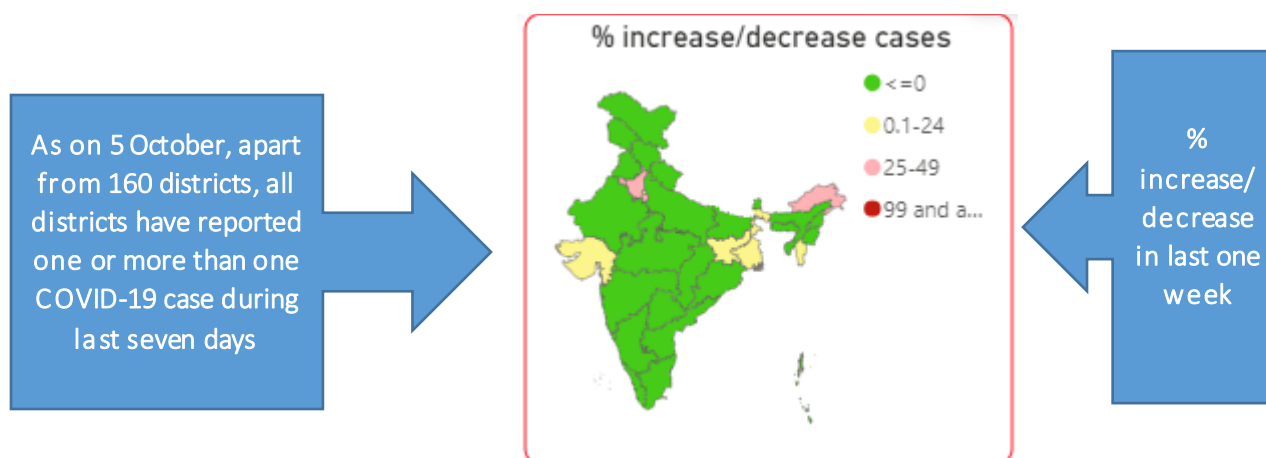 As on 5 October, apart
from 160 districts, all
districts have reported
one or more than one
COVID-19 case during
last seven days
% increase/decrease cases
<=0
0.1-24
25-49
99 and a...
%
increase/
decrease
in last one
week